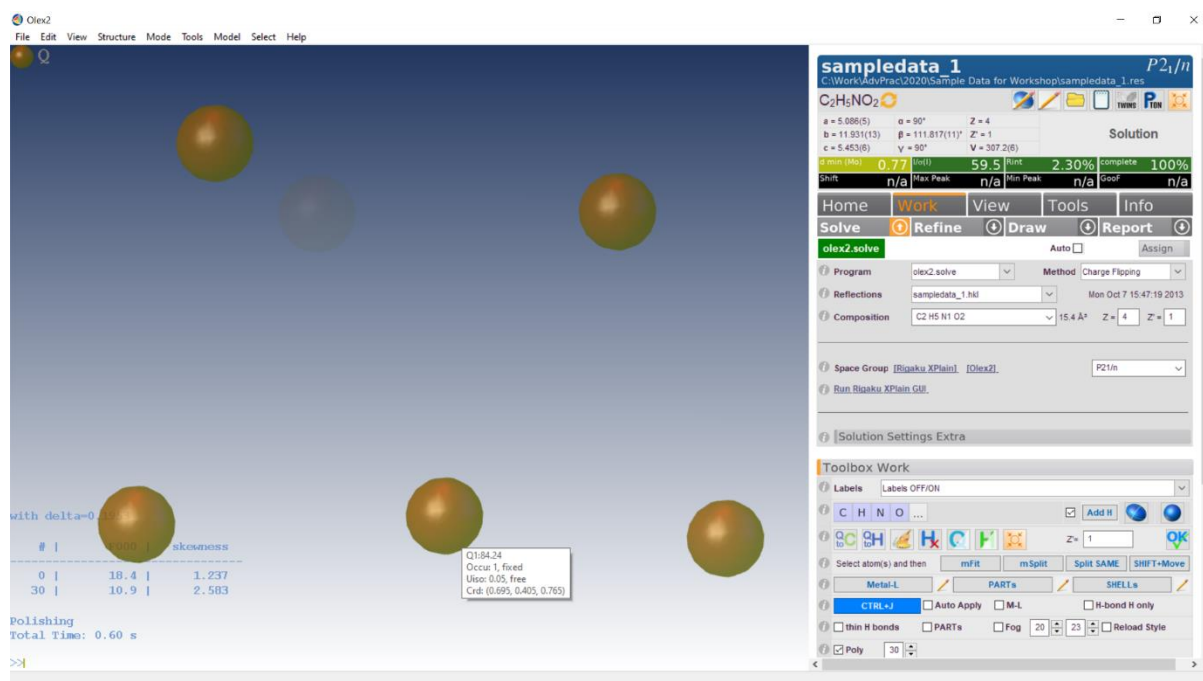 Olex2
File Edit View Structure Mode Tools Model Select Help
Q
with delta=0.
# | F000 | skewness
0 | 18.4 | 1.237
30 | 10.9 | 2.583
Polishing
Total Time: 0.60 s
>>
Q1:84.24
Occu: 1, fixed
Uiso: 0.05, free
Crd: (0.695, 0.405, 0.765)
sampledata_1 P2₁/n
C:\Work\AdvPrac\2020\Sample Data for Workshop\sampledata_1.res
C₂H₅NO₂ TWINS PLTON
a = 5.086(5) α = 90° Z = 4
b = 11.931(13) β = 111.817(11)° Z' = 1 Solution
c = 5.453(6) γ = 90° V = 307.2(6)
d min (Mo) 0.77 I/σ(I) 59.5 Rint 2.30% complete 100%
Shift n/a Max Peak n/a Min Peak n/a GooF n/a
Home Work View Tools Info
Solve Refine Draw Report
olex2.solve Auto Assign
Program olex2.solve Method Charge Flipping
Reflections sampledata_1.hkl Mon Oct 7 15:47:19 2013
Composition C2 H5 N1 O2 15.4 Å³ Z = 4 Z' = 1
Space Group [Rigaku XPlain] [Olex2] P21/n
Run Rigaku XPlain GUI
Solution Settings Extra
Toolbox Work
Labels Labels OFF/ON
C H N O ... Add H
Z'= 1 OK
Select atom(s) and then mFit mSplit Split SAME SHIFT+Move
Metal-L PARTs SHELLs
CTRL+J Auto Apply M-L H-bond H only
thin H bonds PARTs Fog 20 23 Reload Style
Poly 30